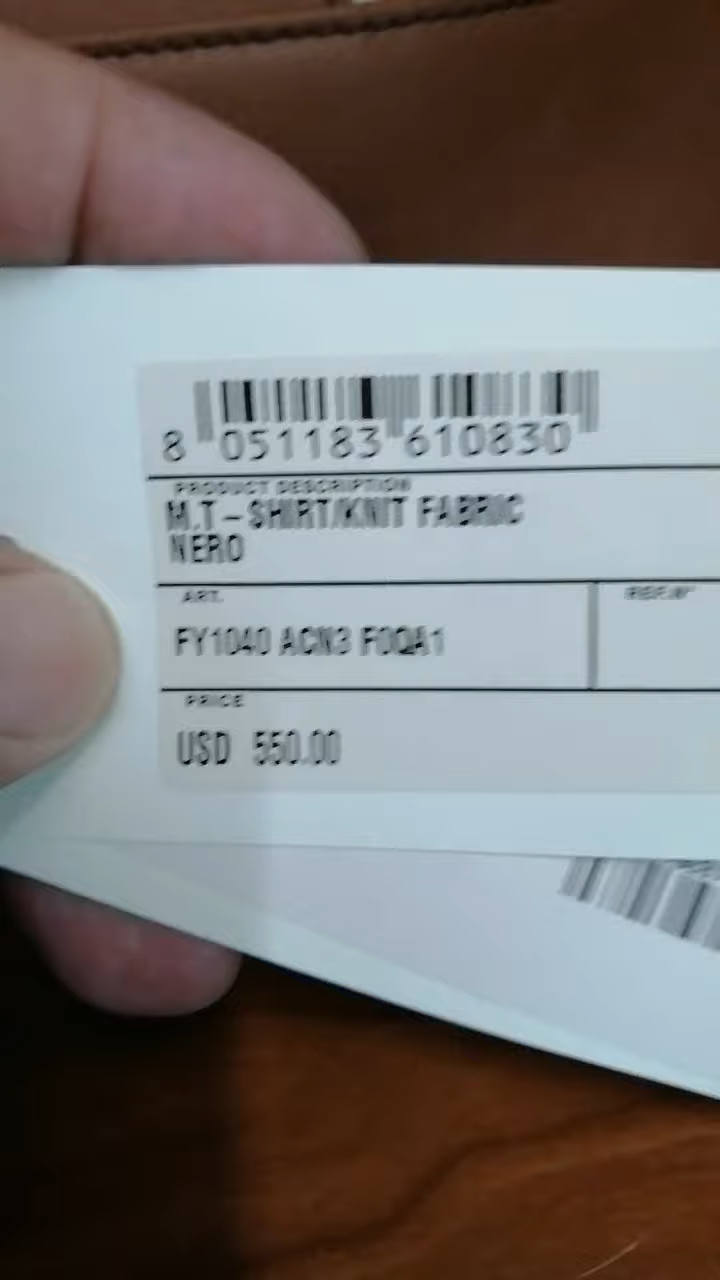 8 051183 610830
PRODUCT DESCRIPTION
M.T-SHIRT/KNIT FABRIC
NERO
ART.
REF.N°
FY1040 ACN3 F0QA1
PRICE
USD 550.00